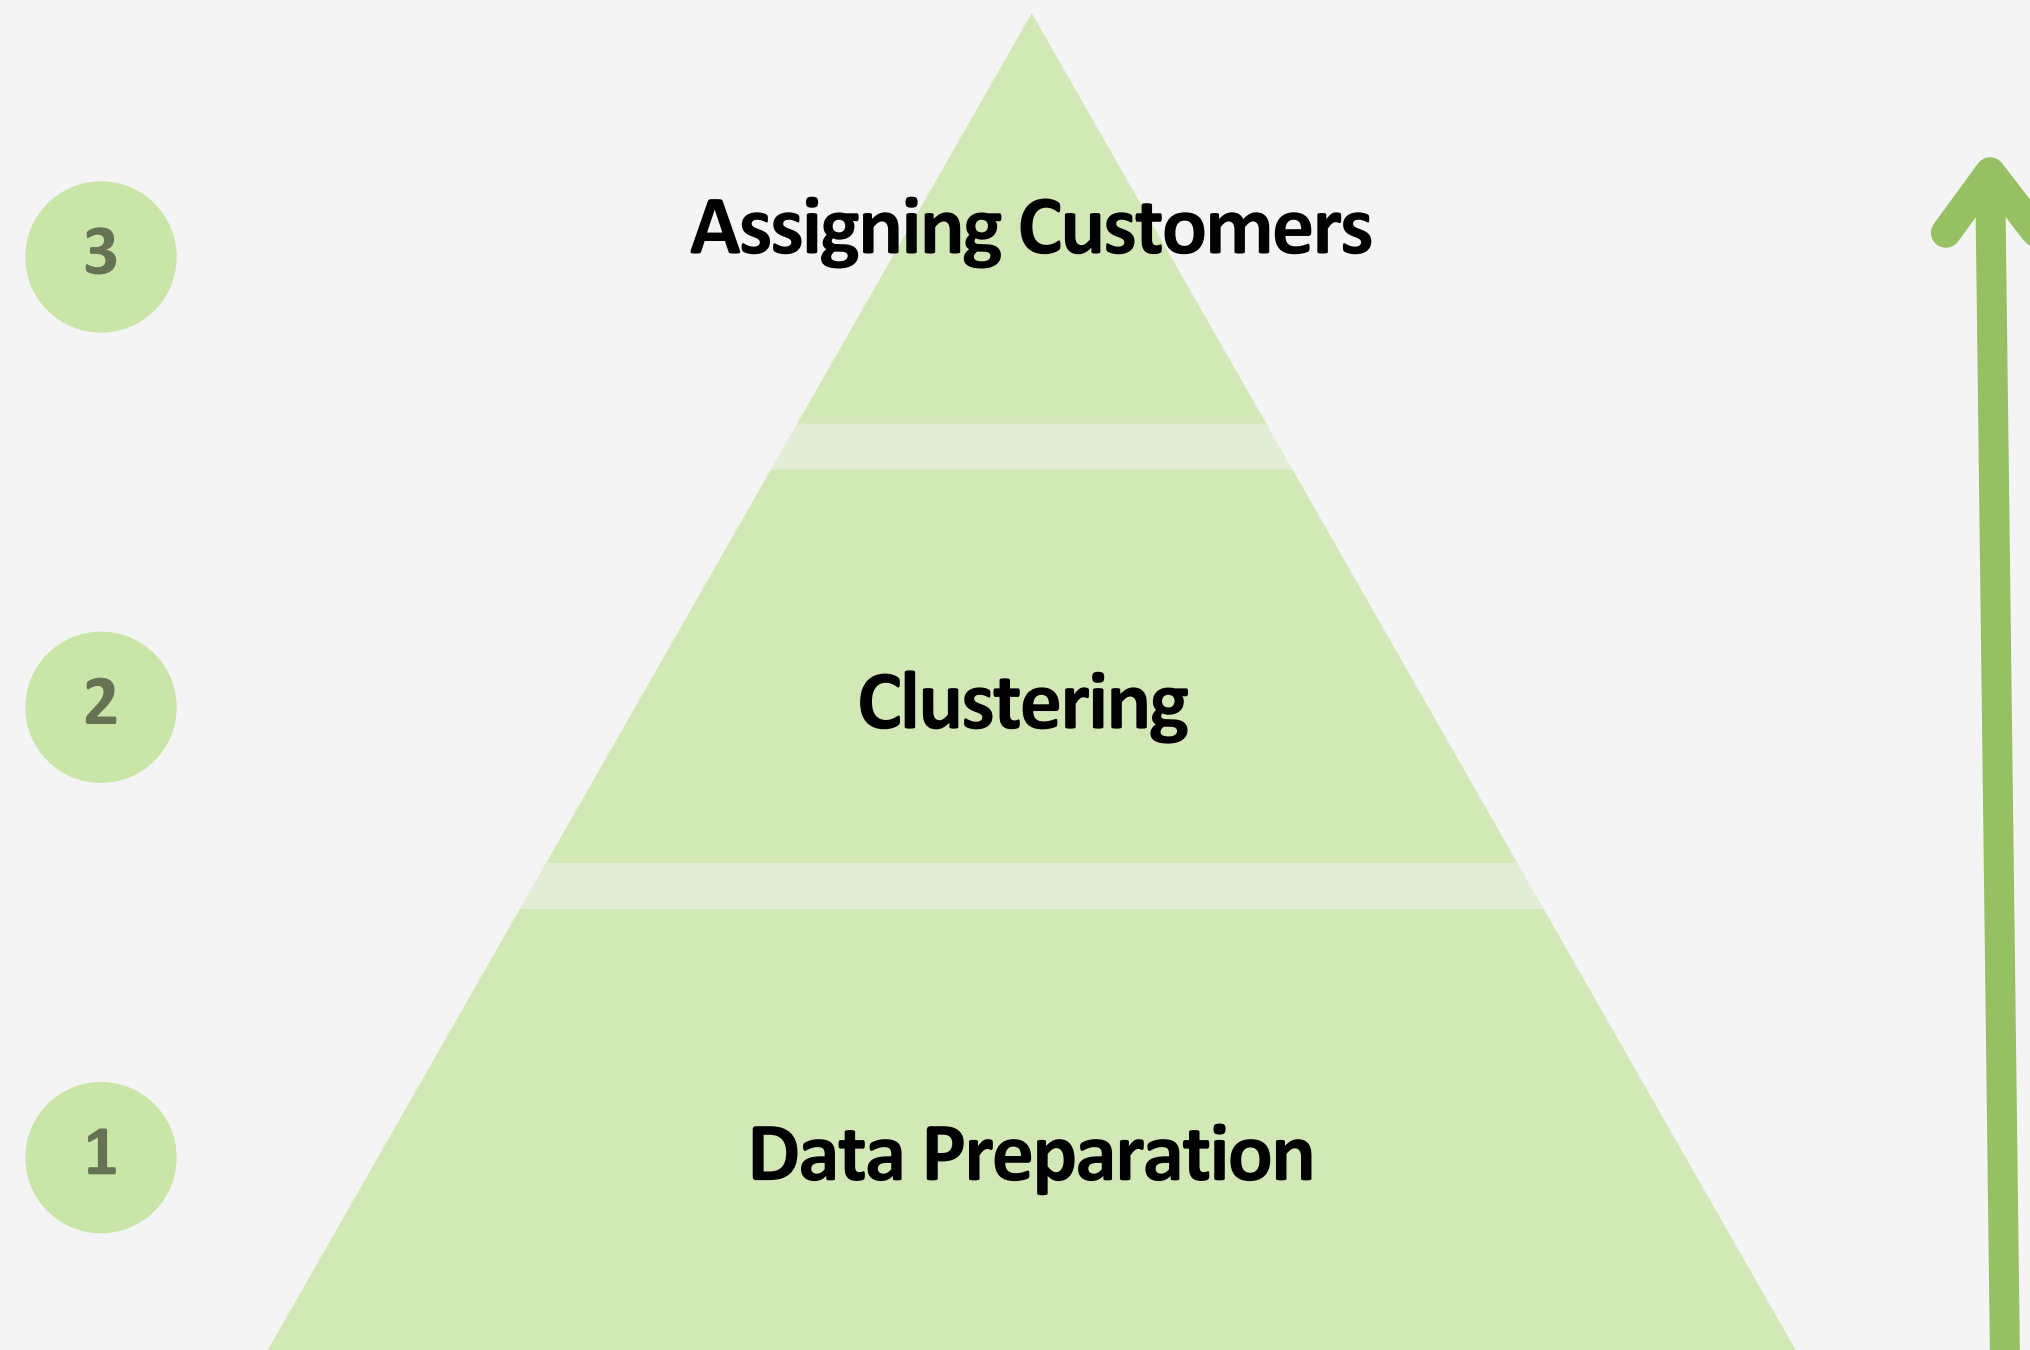 3
Assigning Customers
2
Clustering
1
Data Preparation